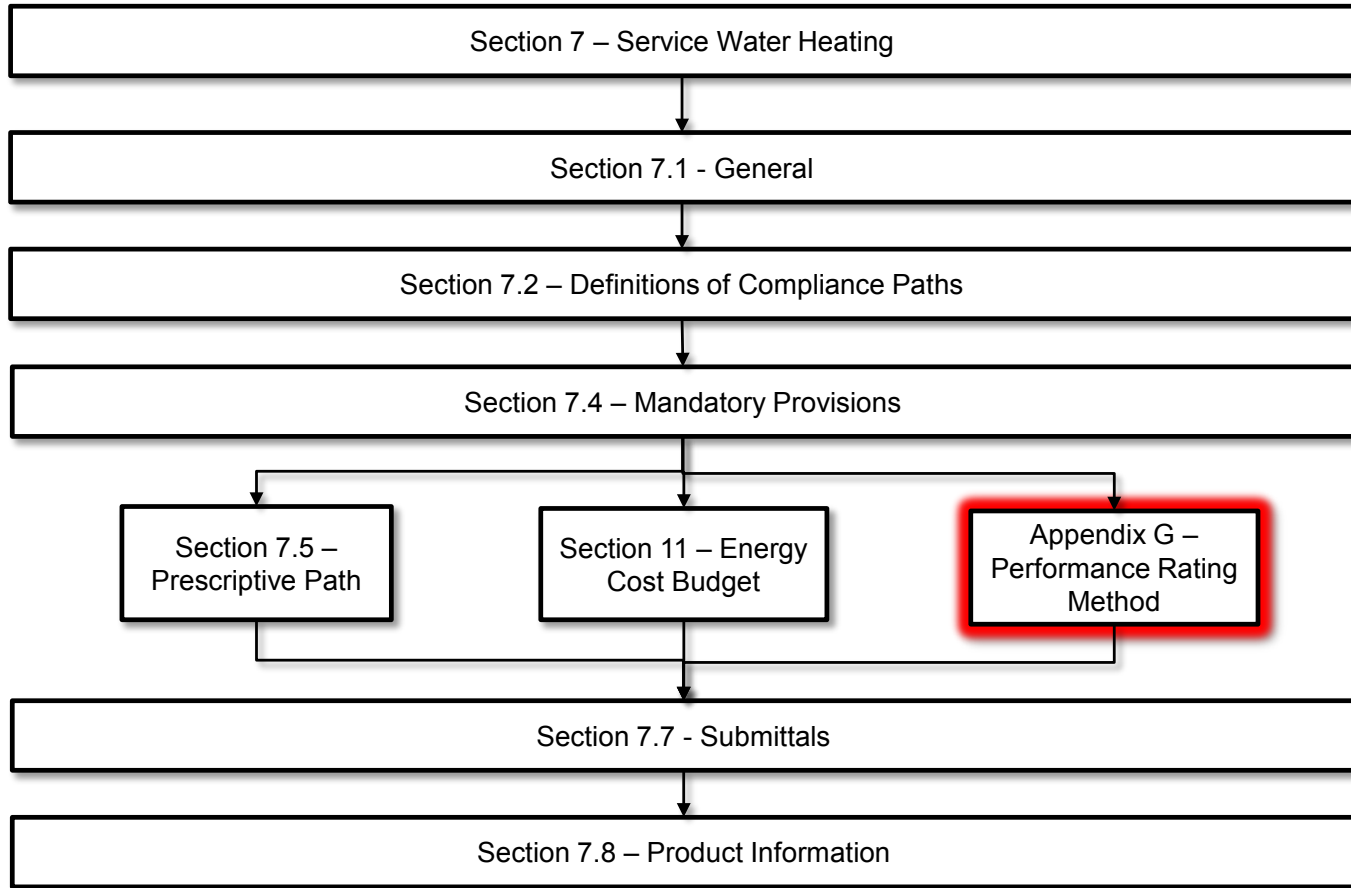 Section 7 – Service Water Heating
Section 7.1 - General
Section 7.2 – Definitions of Compliance Paths
Section 7.4 – Mandatory Provisions
Section 7.5 –
Prescriptive Path
Section 11 – Energy
Cost Budget
Appendix G –
Performance Rating
Method
Section 7.7 - Submittals
Section 7.8 – Product Information